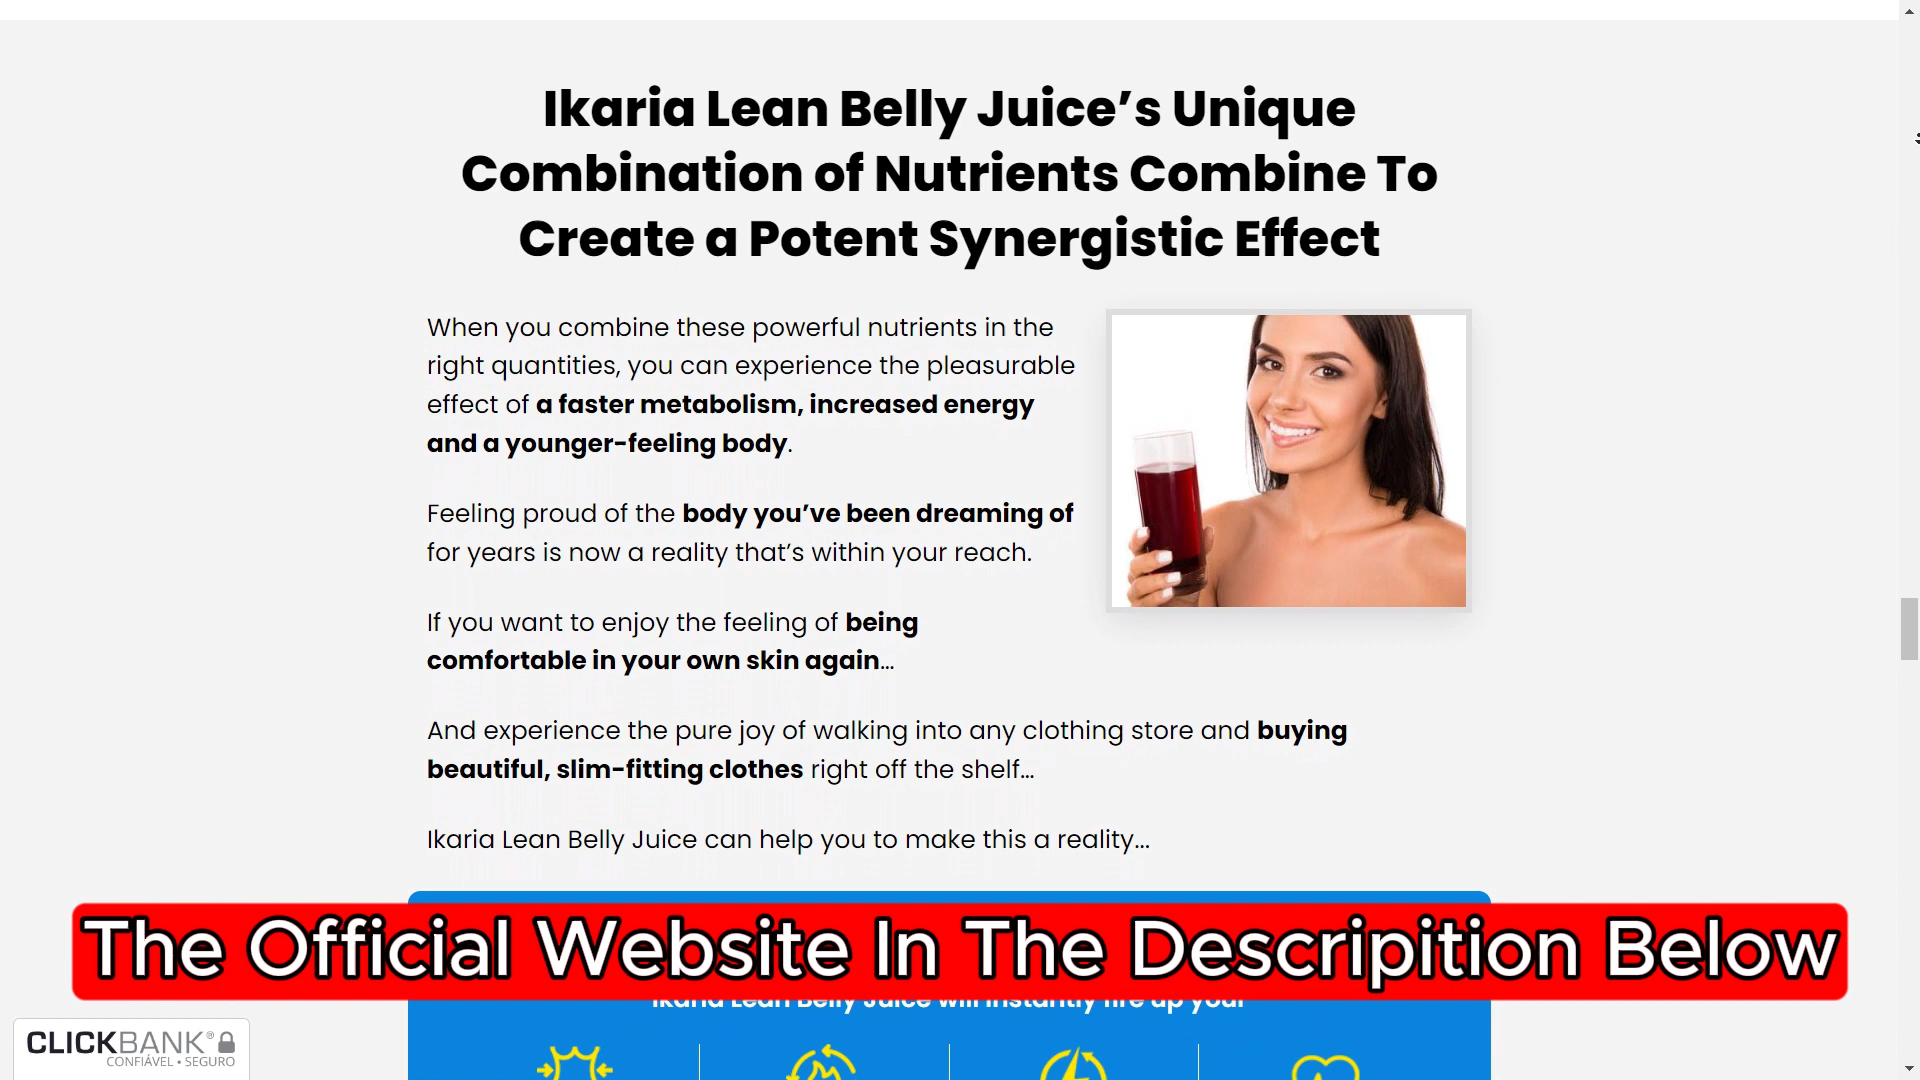 Ikaria Lean Belly Juice’s Unique
Combination of Nutrients Combine To
Create a Potent Synergistic Effect
When you combine these powerful nutrients in the
right quantities, you can experience the pleasurable
effect of a faster metabolism, increased energy
and a younger-feeling body.
Feeling proud of the body you’ve been dreaming of
for years is now a reality that’s within your reach.
If you want to enjoy the feeling of being
comfortable in your own skin again...
And experience the pure joy of walking into any clothing store and buying
beautiful, slim-fitting clothes right off the shelf...
Ikaria Lean Belly Juice can help you to make this a reality...
The Official Website In The Descripition Below
Ikaria Lean Belly Juice will instantly fire up your
CLICKBANK®
CONFIÁVEL • SEGURO